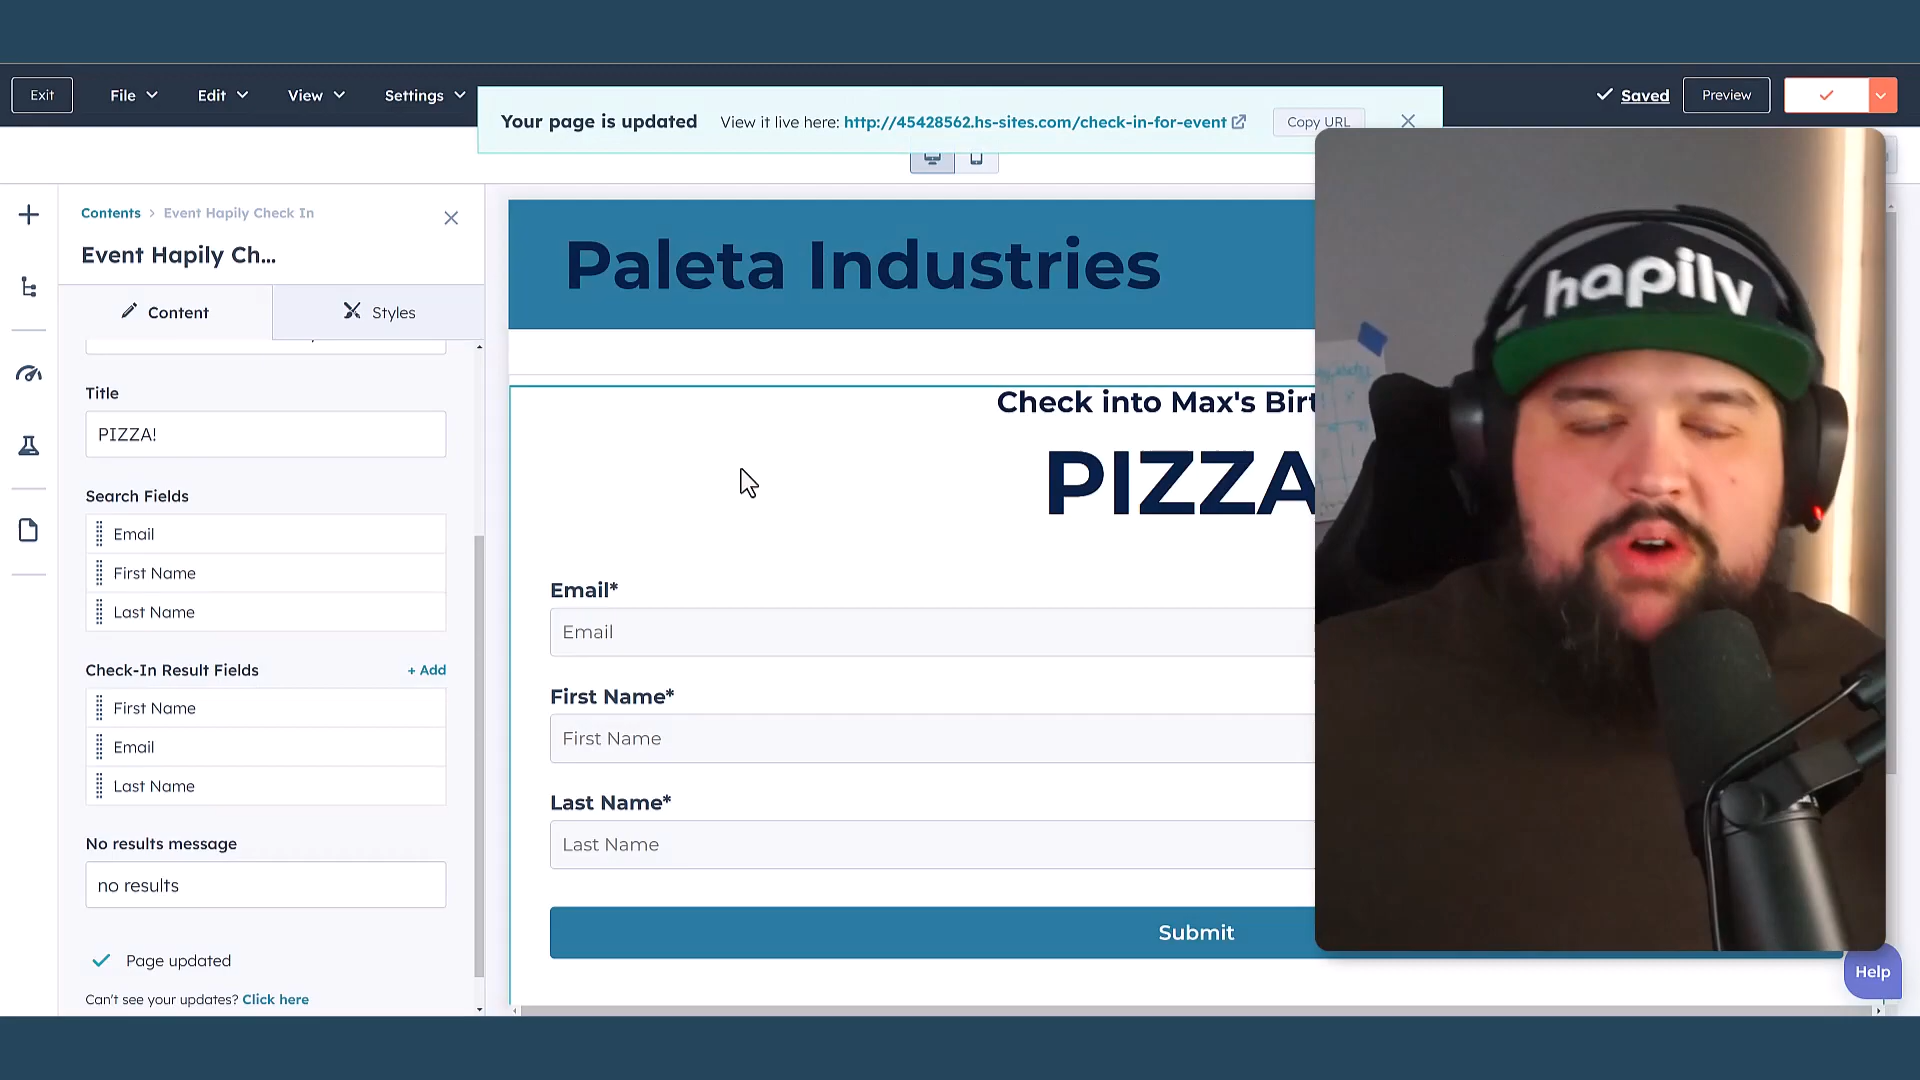 Exit
File
Edit
View
Settings
Your page is updated
View it live here: http://45428562.hs-sites.com/check-in-for-event
Copy URL
Saved
Preview
Contents > Event Hapily Check In
Event Hapily Ch...
Content
Styles
Title
PIZZA!
Search Fields
Email
First Name
Last Name
Check-In Result Fields
+ Add
First Name
Email
Last Name
No results message
no results
Page updated
Can't see your updates? Click here
Paleta Industries
Check into Max's Birt
PIZZA
Email*
Email
First Name*
First Name
Last Name*
Last Name
Submit
hapily
Help